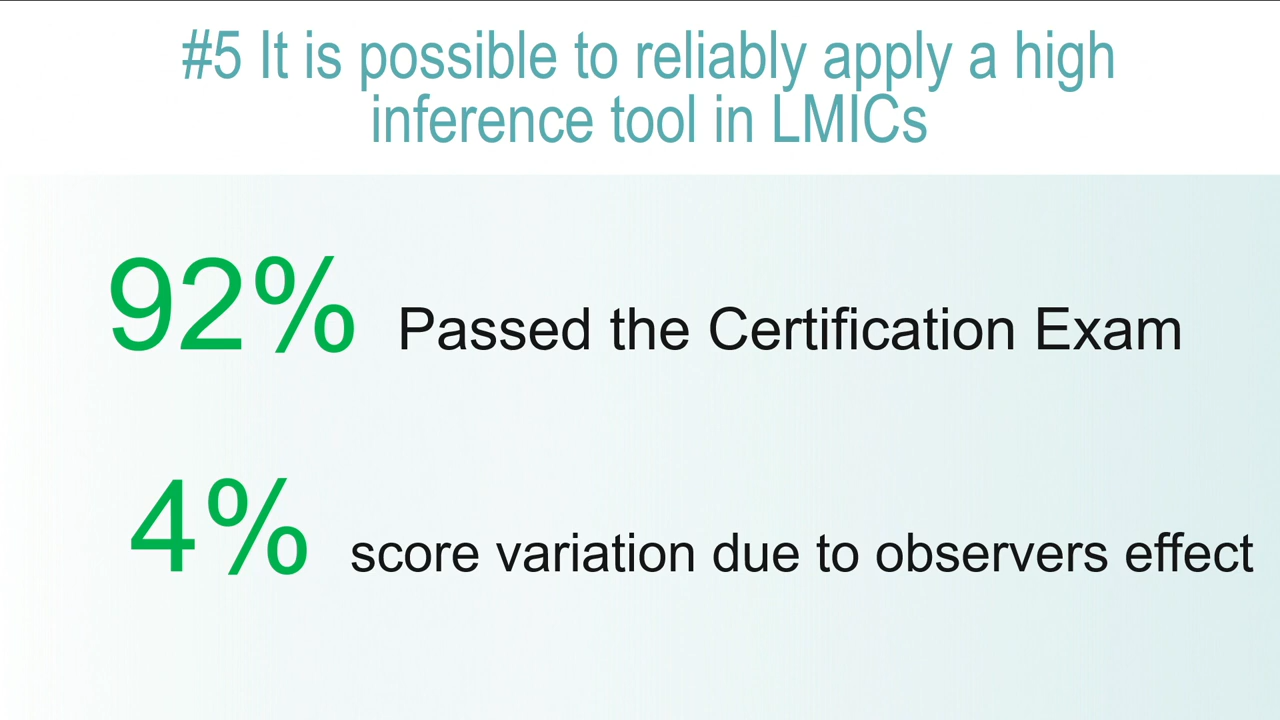 #5 It is possible to reliably apply a high
inference tool in LMICs
92% Passed the Certification Exam
4% score variation due to observers effect